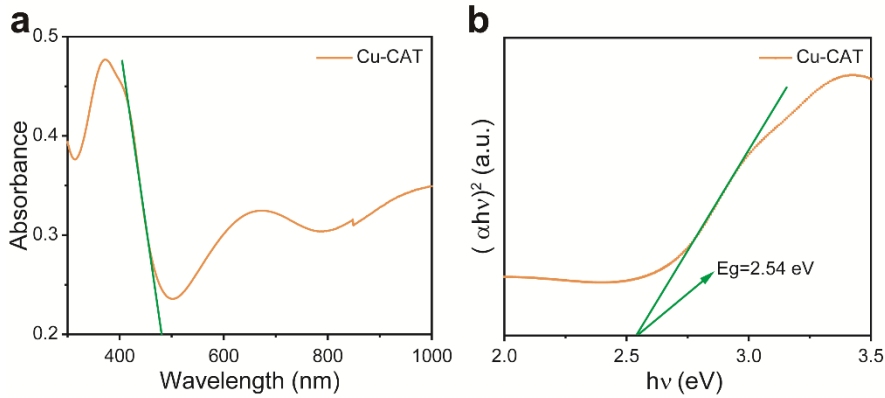 a
0.5
0.4
0.3
0.2
Absorbance
Cu-CAT
400
600
800
1000
Wavelength (nm)
b
(αhν)² (a.u.)
Cu-CAT
Eg=2.54 eV
2.0
2.5
3.0
3.5
hν (eV)